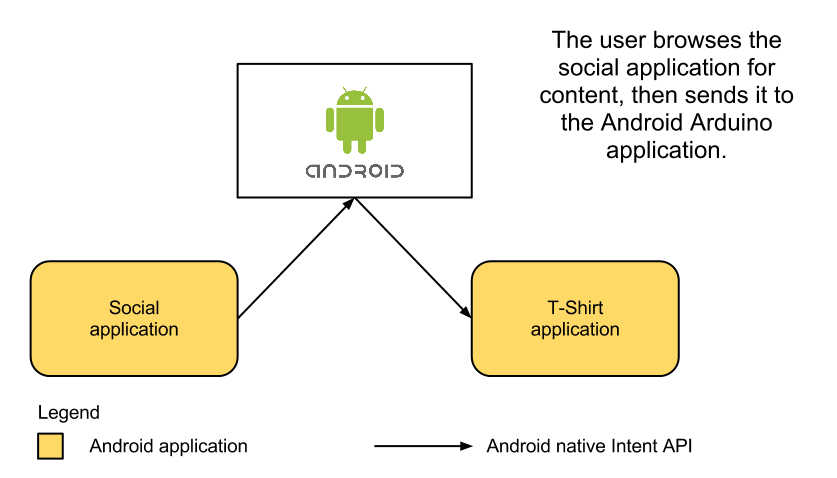 The user browses the
social application for
content, then sends it to
the Android Arduino
application.
ANDROID
Social
application
T-Shirt
application
Legend
Android application
Android native Intent API